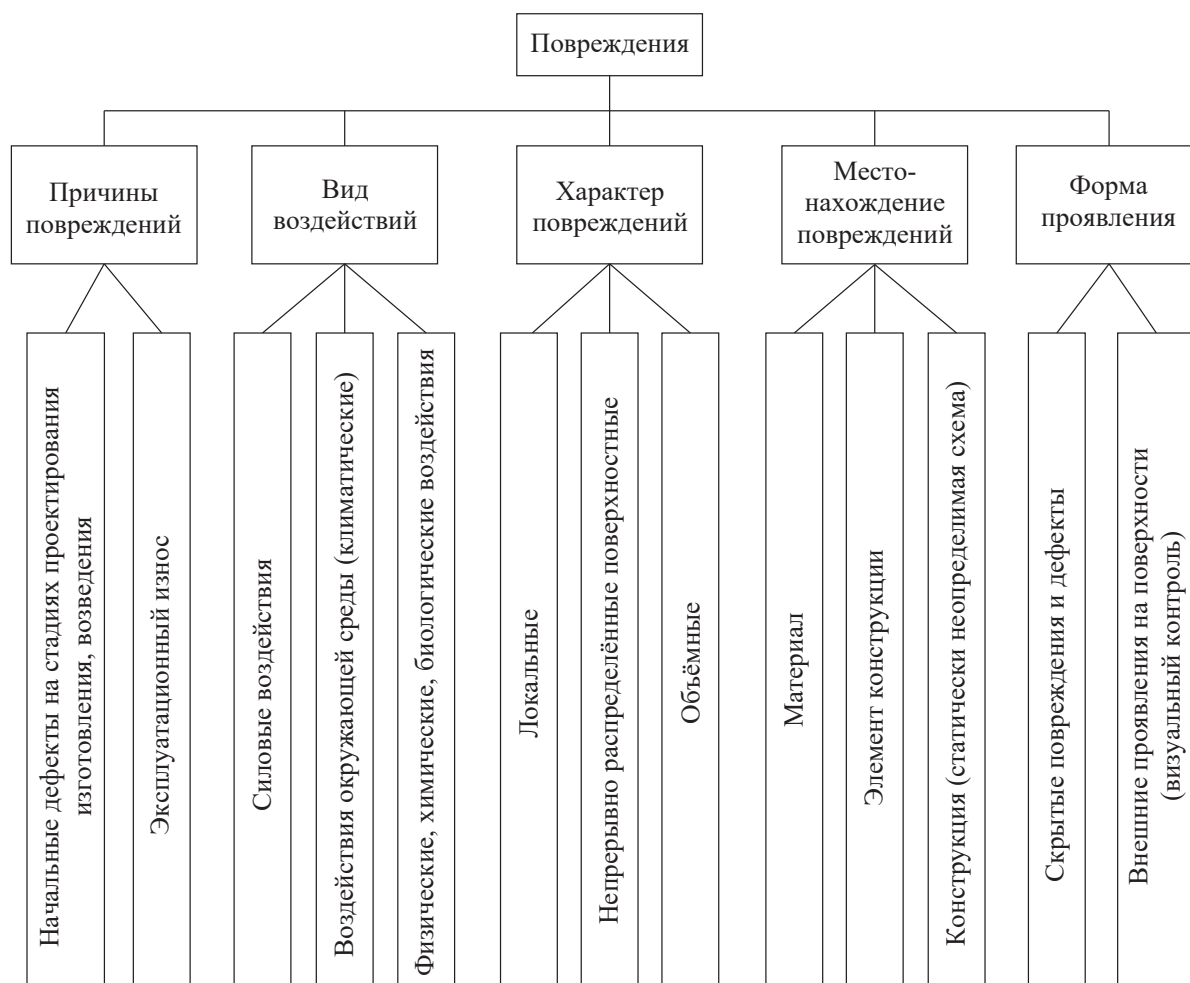 Повреждения
Причины
повреждений
Вид
воздействий
Характер
повреждений
Место-
нахождение
повреждений
Форма
проявления
Начальные дефекты на стадиях проектирования
изготовления, возведения
Эксплуатационный износ
Силовые воздействия
Воздействия окружающей среды (климатические)
Физические, химические, биологические воздействия
Локальные
Непрерывно распределённые поверхностные
Объёмные
Материал
Элемент конструкции
Конструкция (статически неопределимая схема)
Скрытые повреждения и дефекты
Внешние проявления на поверхности
(визуальный контроль)